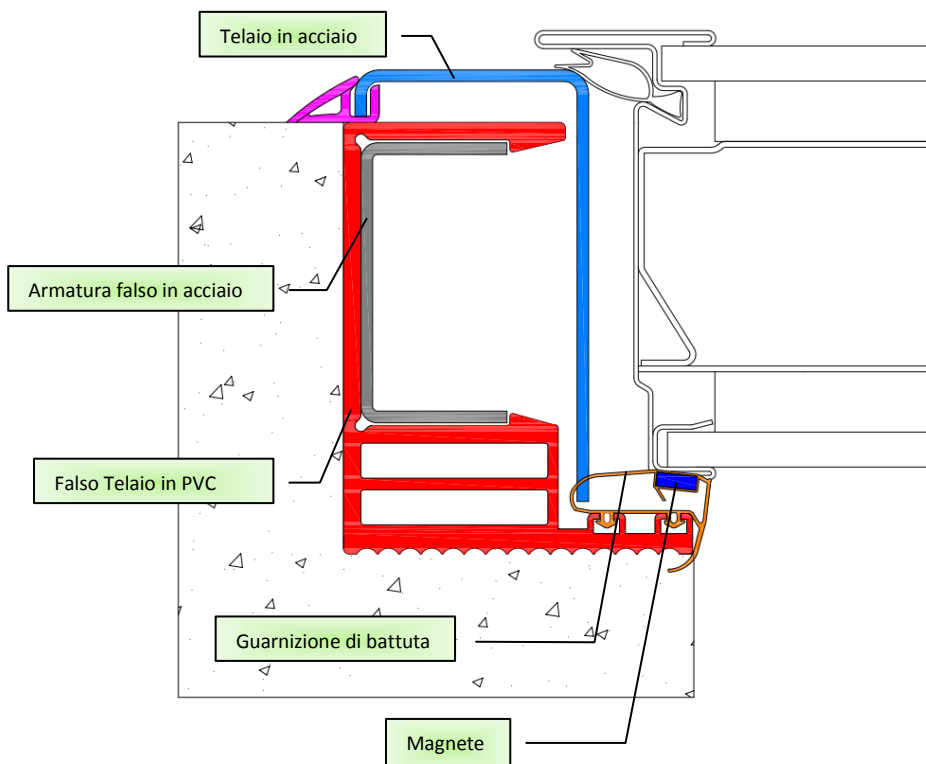 Telaio in acciaio
Armatura falso in acciaio
Falso Telaio in PVC
Guarnizione di battuta
Magnete